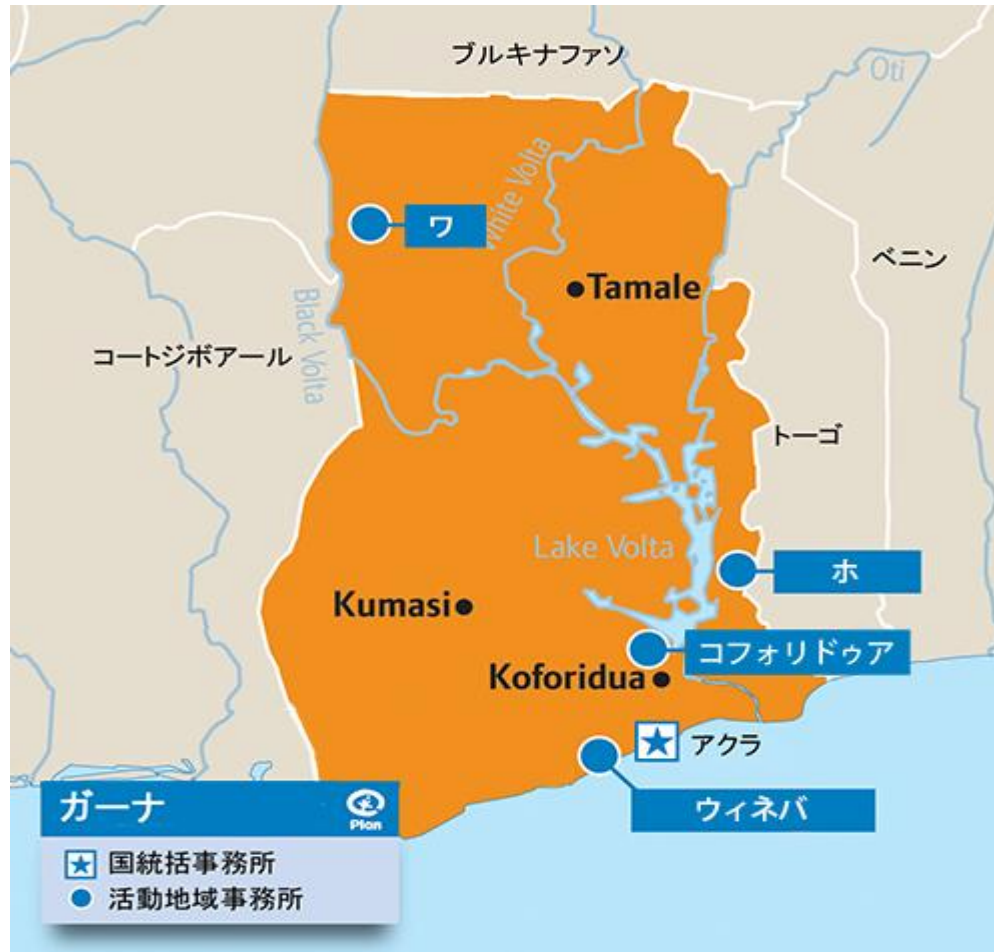 ブルキナファソ
Oti
White Volta
ワ
ベニン
Tamale
Black Volta
コートジボアール
トーゴ
Lake Volta
ホ
Kumasi
コフォリドゥア
Koforidua
アクラ
ウィネバ
ガーナ
Plan
国統括事務所
活動地域事務所